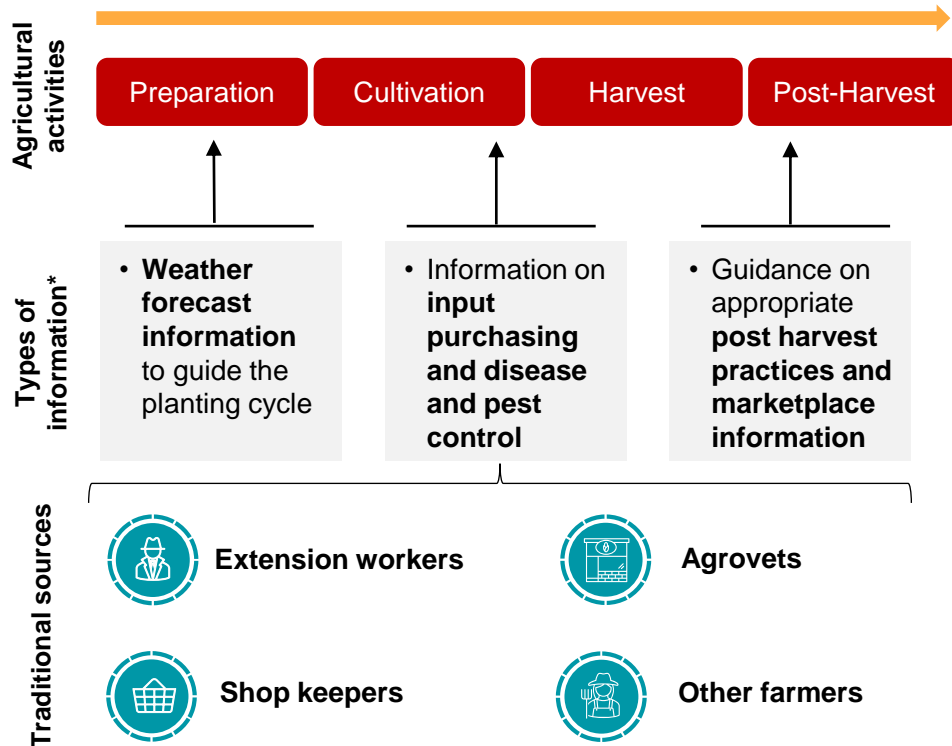 Agricultural
activities
Preparation
Cultivation
Harvest
Post-Harvest
Types of
information*
• Weather
forecast
information
to guide the
planting cycle
• Information on
input
purchasing
and disease
and pest
control
• Guidance on
appropriate
post harvest
practices and
marketplace
information
Traditional sources
Extension workers
Agrovets
Shop keepers
Other farmers